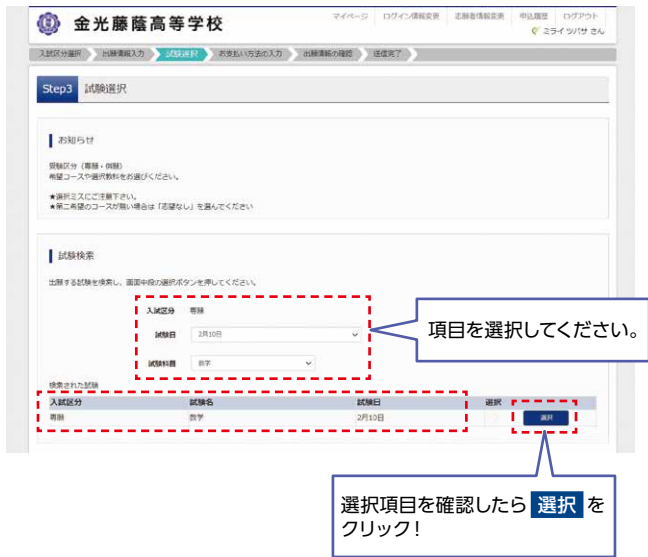 金光藤蔭高等学校
マイページ ログイン情報変更 志願者情報変更 申込履歴 ログアウト
ミライ ツバサ さん
入試区分選択 出願情報入力 試験選択 お支払い方法の入力 出願情報の確認 送信完了
Step3 試験選択
お知らせ
受験区分(専願・併願)
希望コースや選択教科をお選びください。
★選択ミスにご注意下さい。
★第二希望のコースが無い場合は「志望なし」を選んでください
試験検索
出願する試験を検索し、画面中段の選択ボタンを押してください。
入試区分 専願
試験日 2月10日
試験科目 数学
項目を選択してください。
検索された試験
入試区分 試験名 試験日 選択
専願 数学 2月10日 選択
選択項目を確認したら 選択 を
クリック!